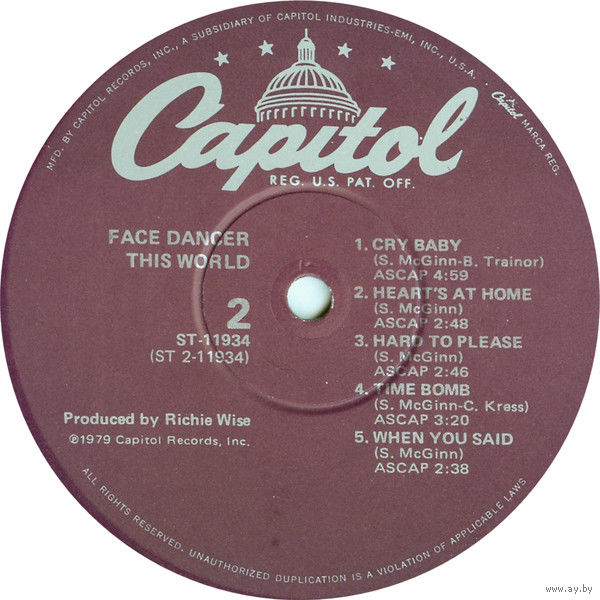 MFD. BY CAPITOL RECORDS, INC., A SUBSIDIARY OF CAPITOL INDUSTRIES-EMI, INC., U.S.A.
Capitol MARCA REG.
Capitol
REG. U.S. PAT. OFF.
FACE DANCER
THIS WORLD
2
ST-11934
(ST 2-11934)
Produced by Richie Wise
℗1979 Capitol Records, Inc.
1. CRY BABY
(S. McGinn-B. Trainor)
ASCAP 4:59
2. HEART'S AT HOME
(S. McGinn)
ASCAP 2:48
3. HARD TO PLEASE
(S. McGinn)
ASCAP 2:46
4. TIME BOMB
(S. McGinn-C. Kress)
ASCAP 3:20
5. WHEN YOU SAID
(S. McGinn)
ASCAP 2:38
ALL RIGHTS RESERVED. UNAUTHORIZED DUPLICATION IS A VIOLATION OF APPLICABLE LAWS
www.ay.by